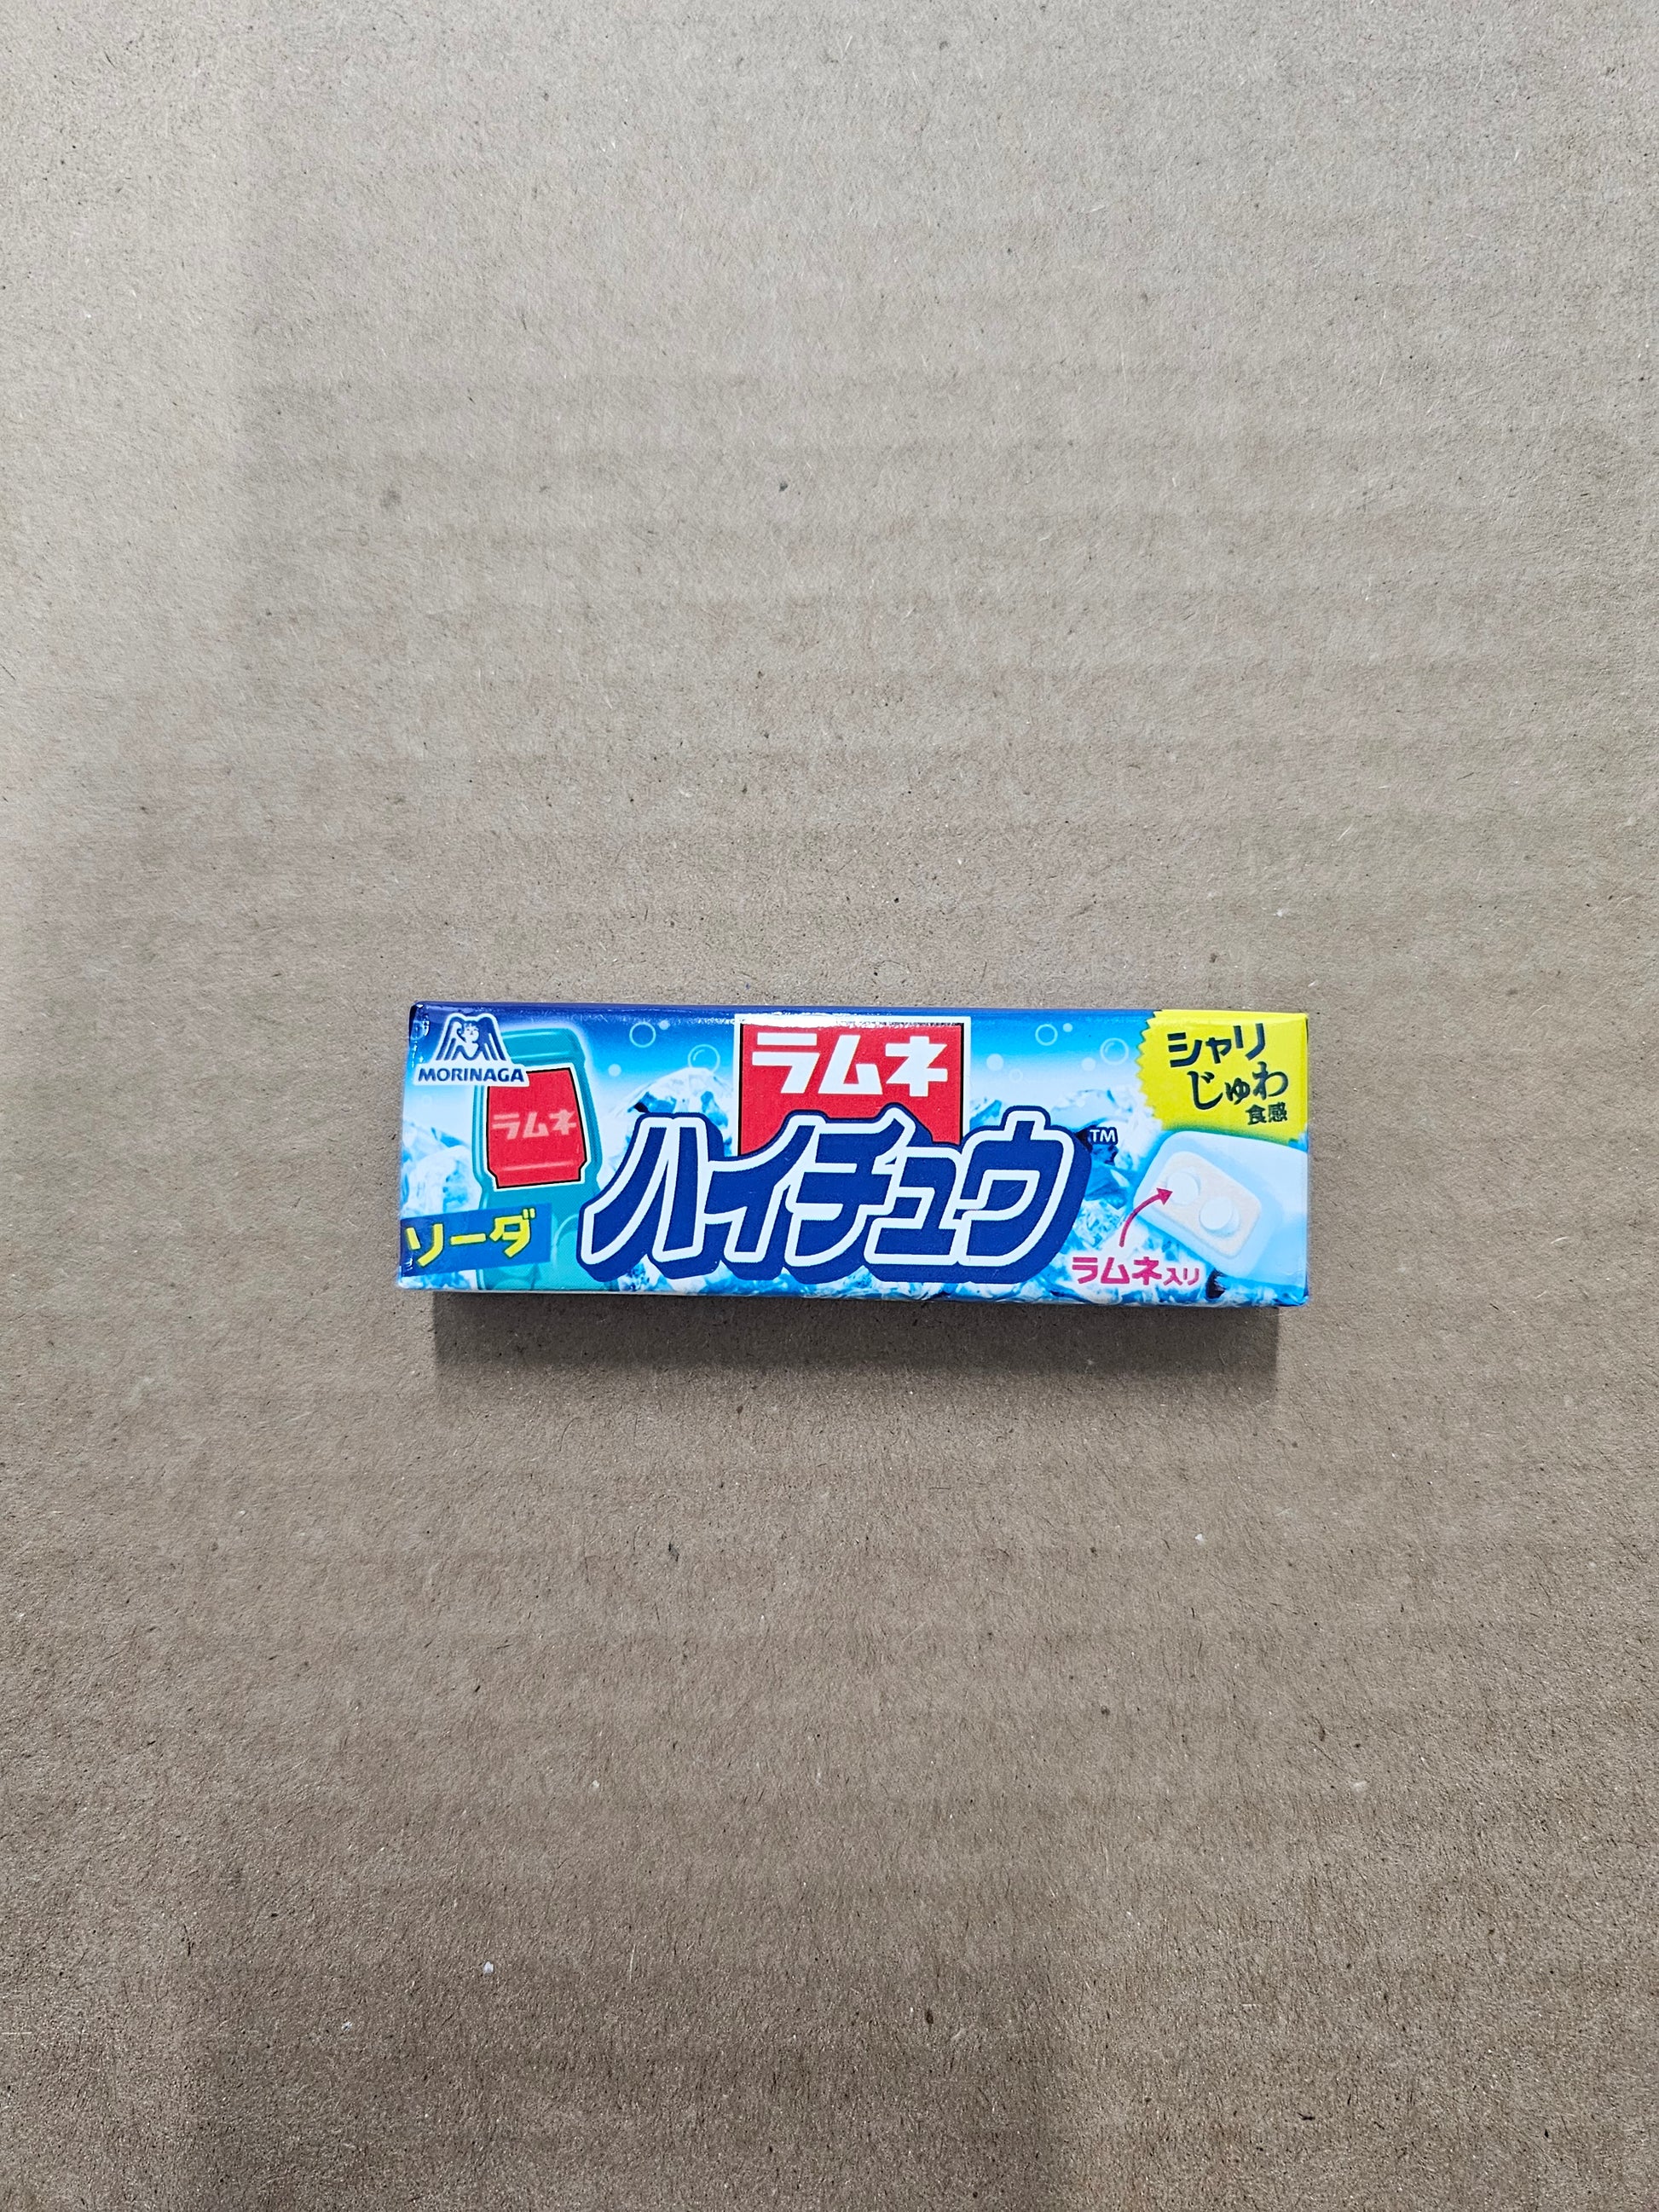 MORINAGA
ラムネ
ソーダ
ラムネ
ハイチュウ
TM
シャリ
じゅわ
食感
ラムネ入り